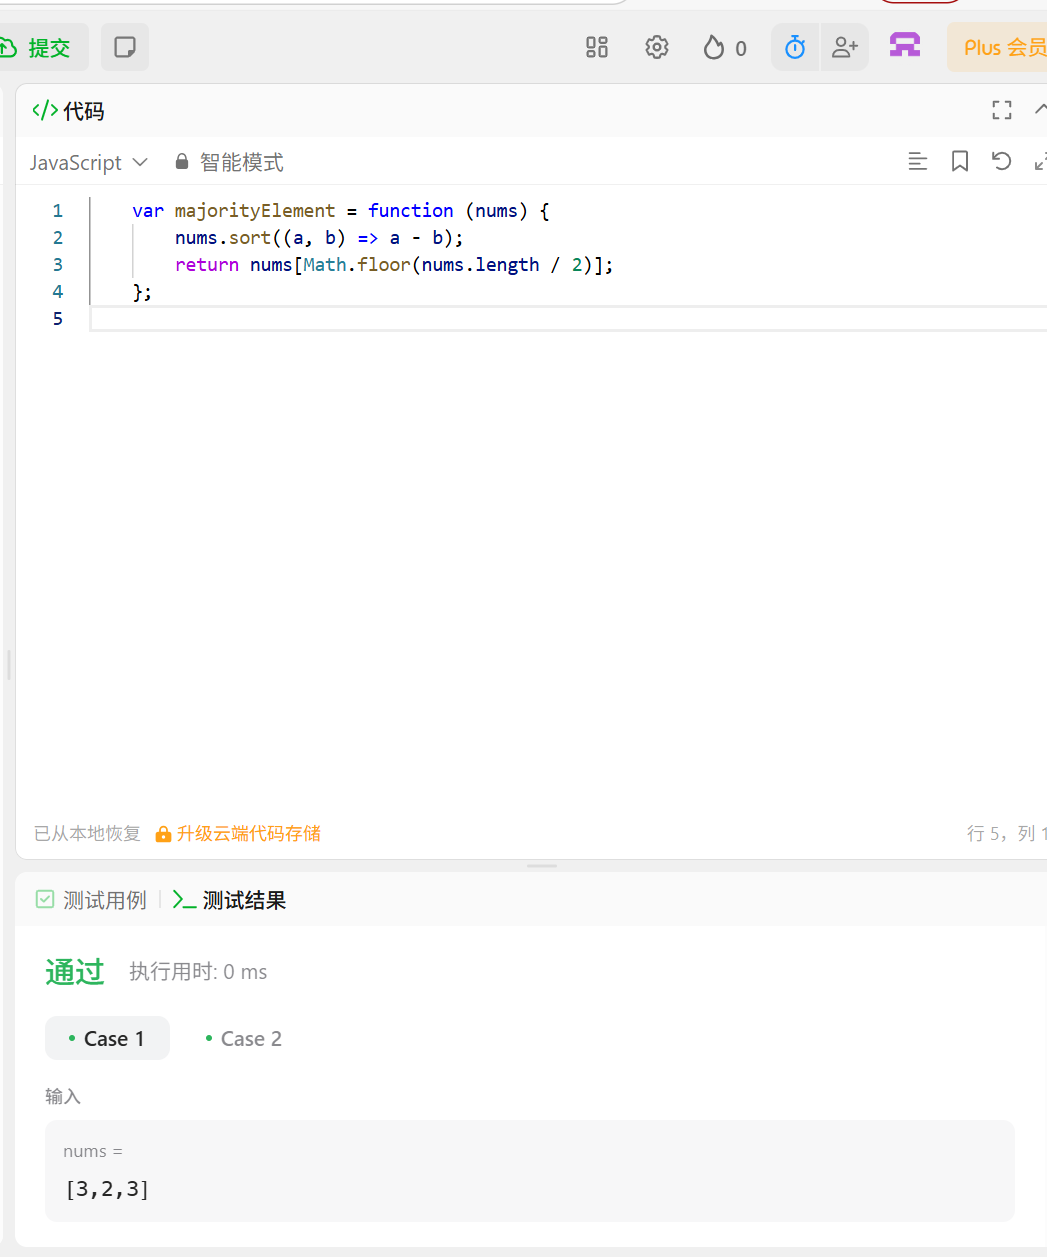 提交
0
Plus 会员
代码
JavaScript 智能模式
1 var majorityElement = function (nums) {
2 nums.sort((a, b) => a - b);
3 return nums[Math.floor(nums.length / 2)];
4 };
5
已从本地恢复 升级云端代码存储 行 5，列 1
测试用例 测试结果
通过 执行用时: 0 ms
Case 1 Case 2
输入
nums =
[3,2,3]